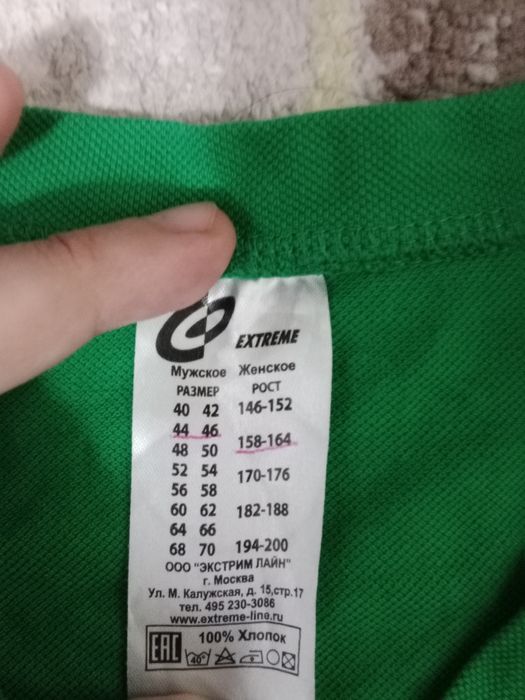 EXTREME
Мужское Женское
РАЗМЕР РОСТ
40 42 146-152
44 46
158-164
48 50
52 54 170-176
56 58
60 62 182-188
64 66
68 70 194-200
ООО "ЭКСТРИМ ЛАЙН"
г. Москва
Ул. М. Калужская, д. 15,стр.17
тел. 495 230-3086
www.extreme-line.ru
EAC 100% Хлопок
40°